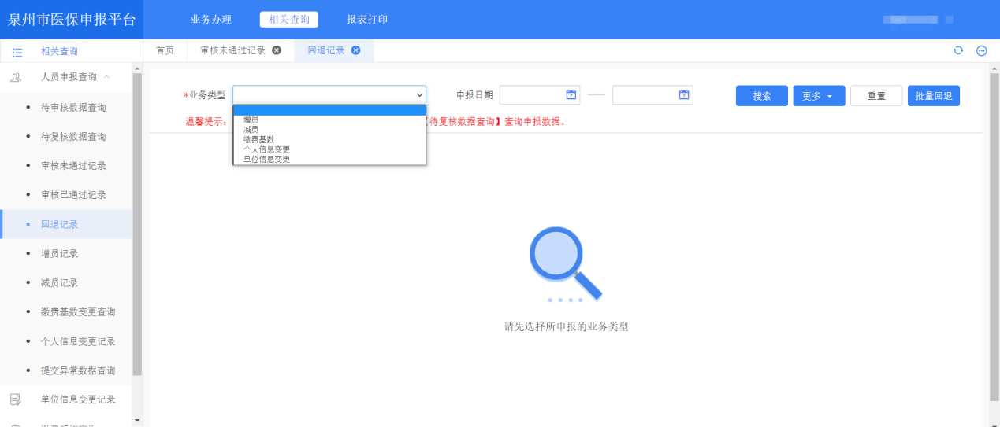 泉州市医保申报平台
业务办理 相关查询 报表打印
相关查询
首页 审核未通过记录 回退记录
人员申报查询
待审核数据查询
待复核数据查询
审核未通过记录
审核已通过记录
回退记录
增员记录
减员记录
缴费基数变更查询
个人信息变更记录
提交异常数据查询
单位信息变更记录
*业务类型 申报日期 7 7 搜索 更多 重置 批量回退
温馨提示: 【待复核数据查询】查询申报数据。
增员
减员
缴费基数
个人信息变更
单位信息变更
请先选择所申报的业务类型